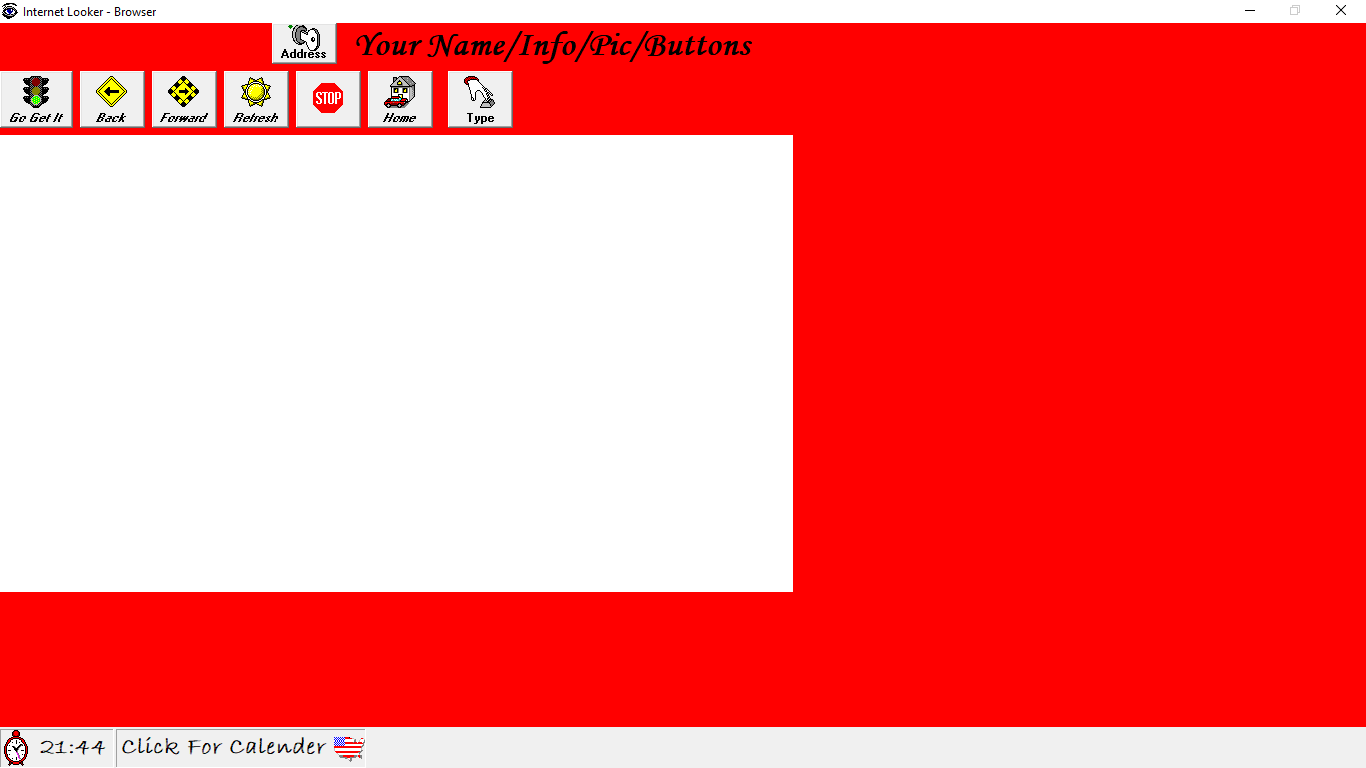 Internet Looker - Browser
Address
Your Name/Info/Pic/Buttons
Go Get It
Back
Forward
Refresh
STOP
Home
Type
21:44
Click For Calender